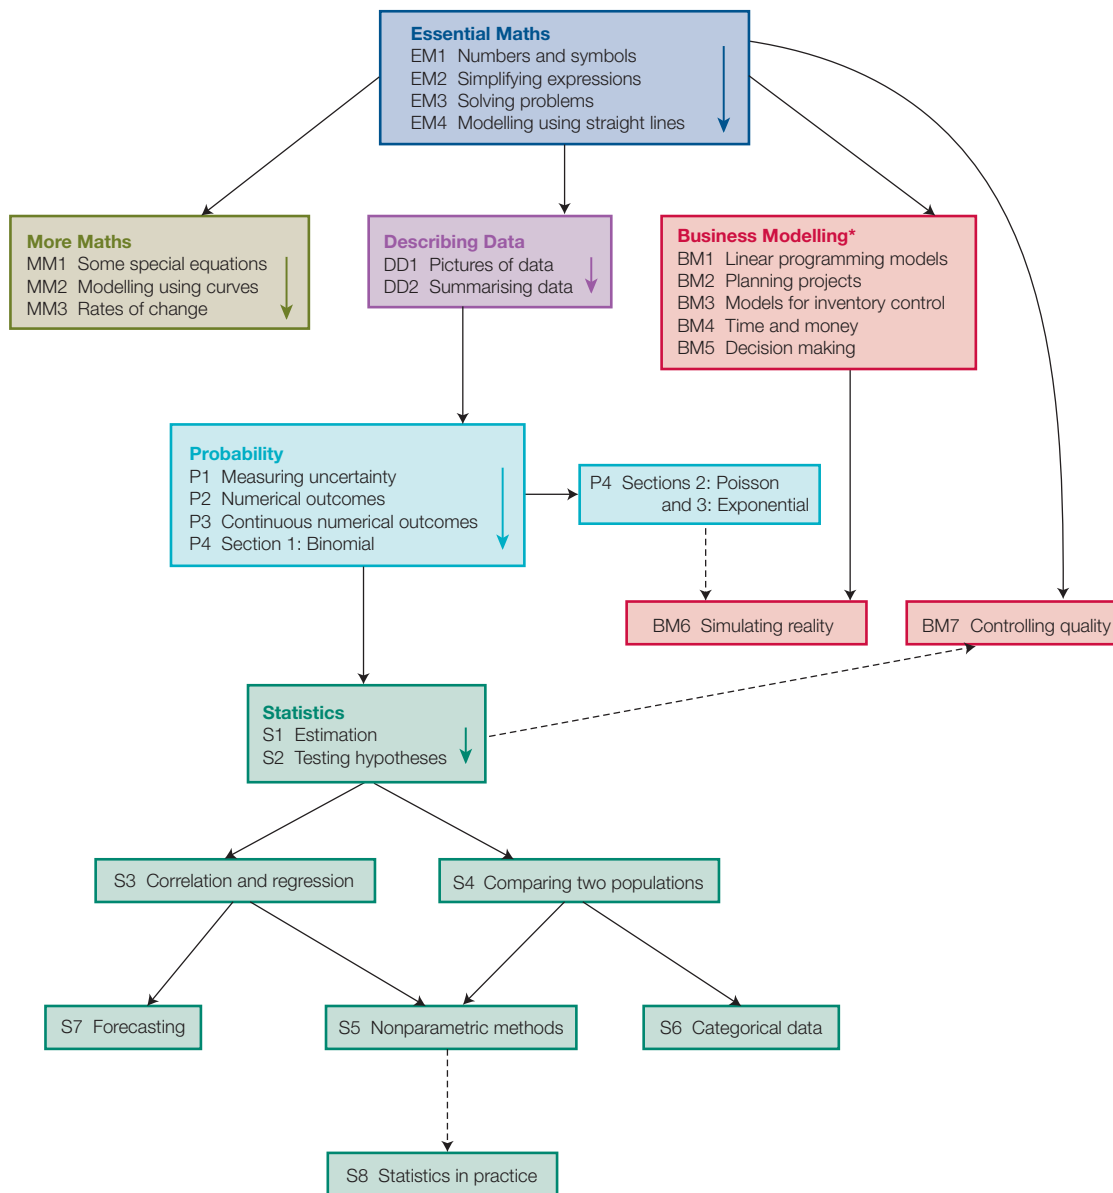 Essential Maths
EM1 Numbers and symbols
EM2 Simplifying expressions
EM3 Solving problems
EM4 Modelling using straight lines
More Maths
MM1 Some special equations
MM2 Modelling using curves
MM3 Rates of change
Describing Data
DD1 Pictures of data
DD2 Summarising data
Business Modelling*
BM1 Linear programming models
BM2 Planning projects
BM3 Models for inventory control
BM4 Time and money
BM5 Decision making
Probability
P1 Measuring uncertainty
P2 Numerical outcomes
P3 Continuous numerical outcomes
P4 Section 1: Binomial
P4 Sections 2: Poisson
and 3: Exponential
BM6 Simulating reality
BM7 Controlling quality
Statistics
S1 Estimation
S2 Testing hypotheses
S3 Correlation and regression
S4 Comparing two populations
S7 Forecasting
S5 Nonparametric methods
S6 Categorical data
S8 Statistics in practice